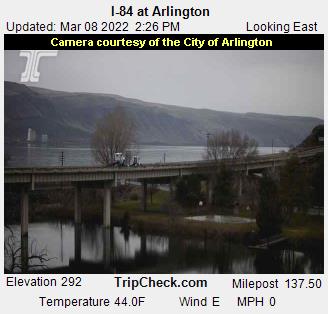 I-84 at Arlington
Updated: Mar 08 2022 2:26 PM Looking East
Camera courtesy of the City of Arlington
Elevation 292 TripCheck.com Milepost 137.50
Temperature 44.0F Wind E MPH 0